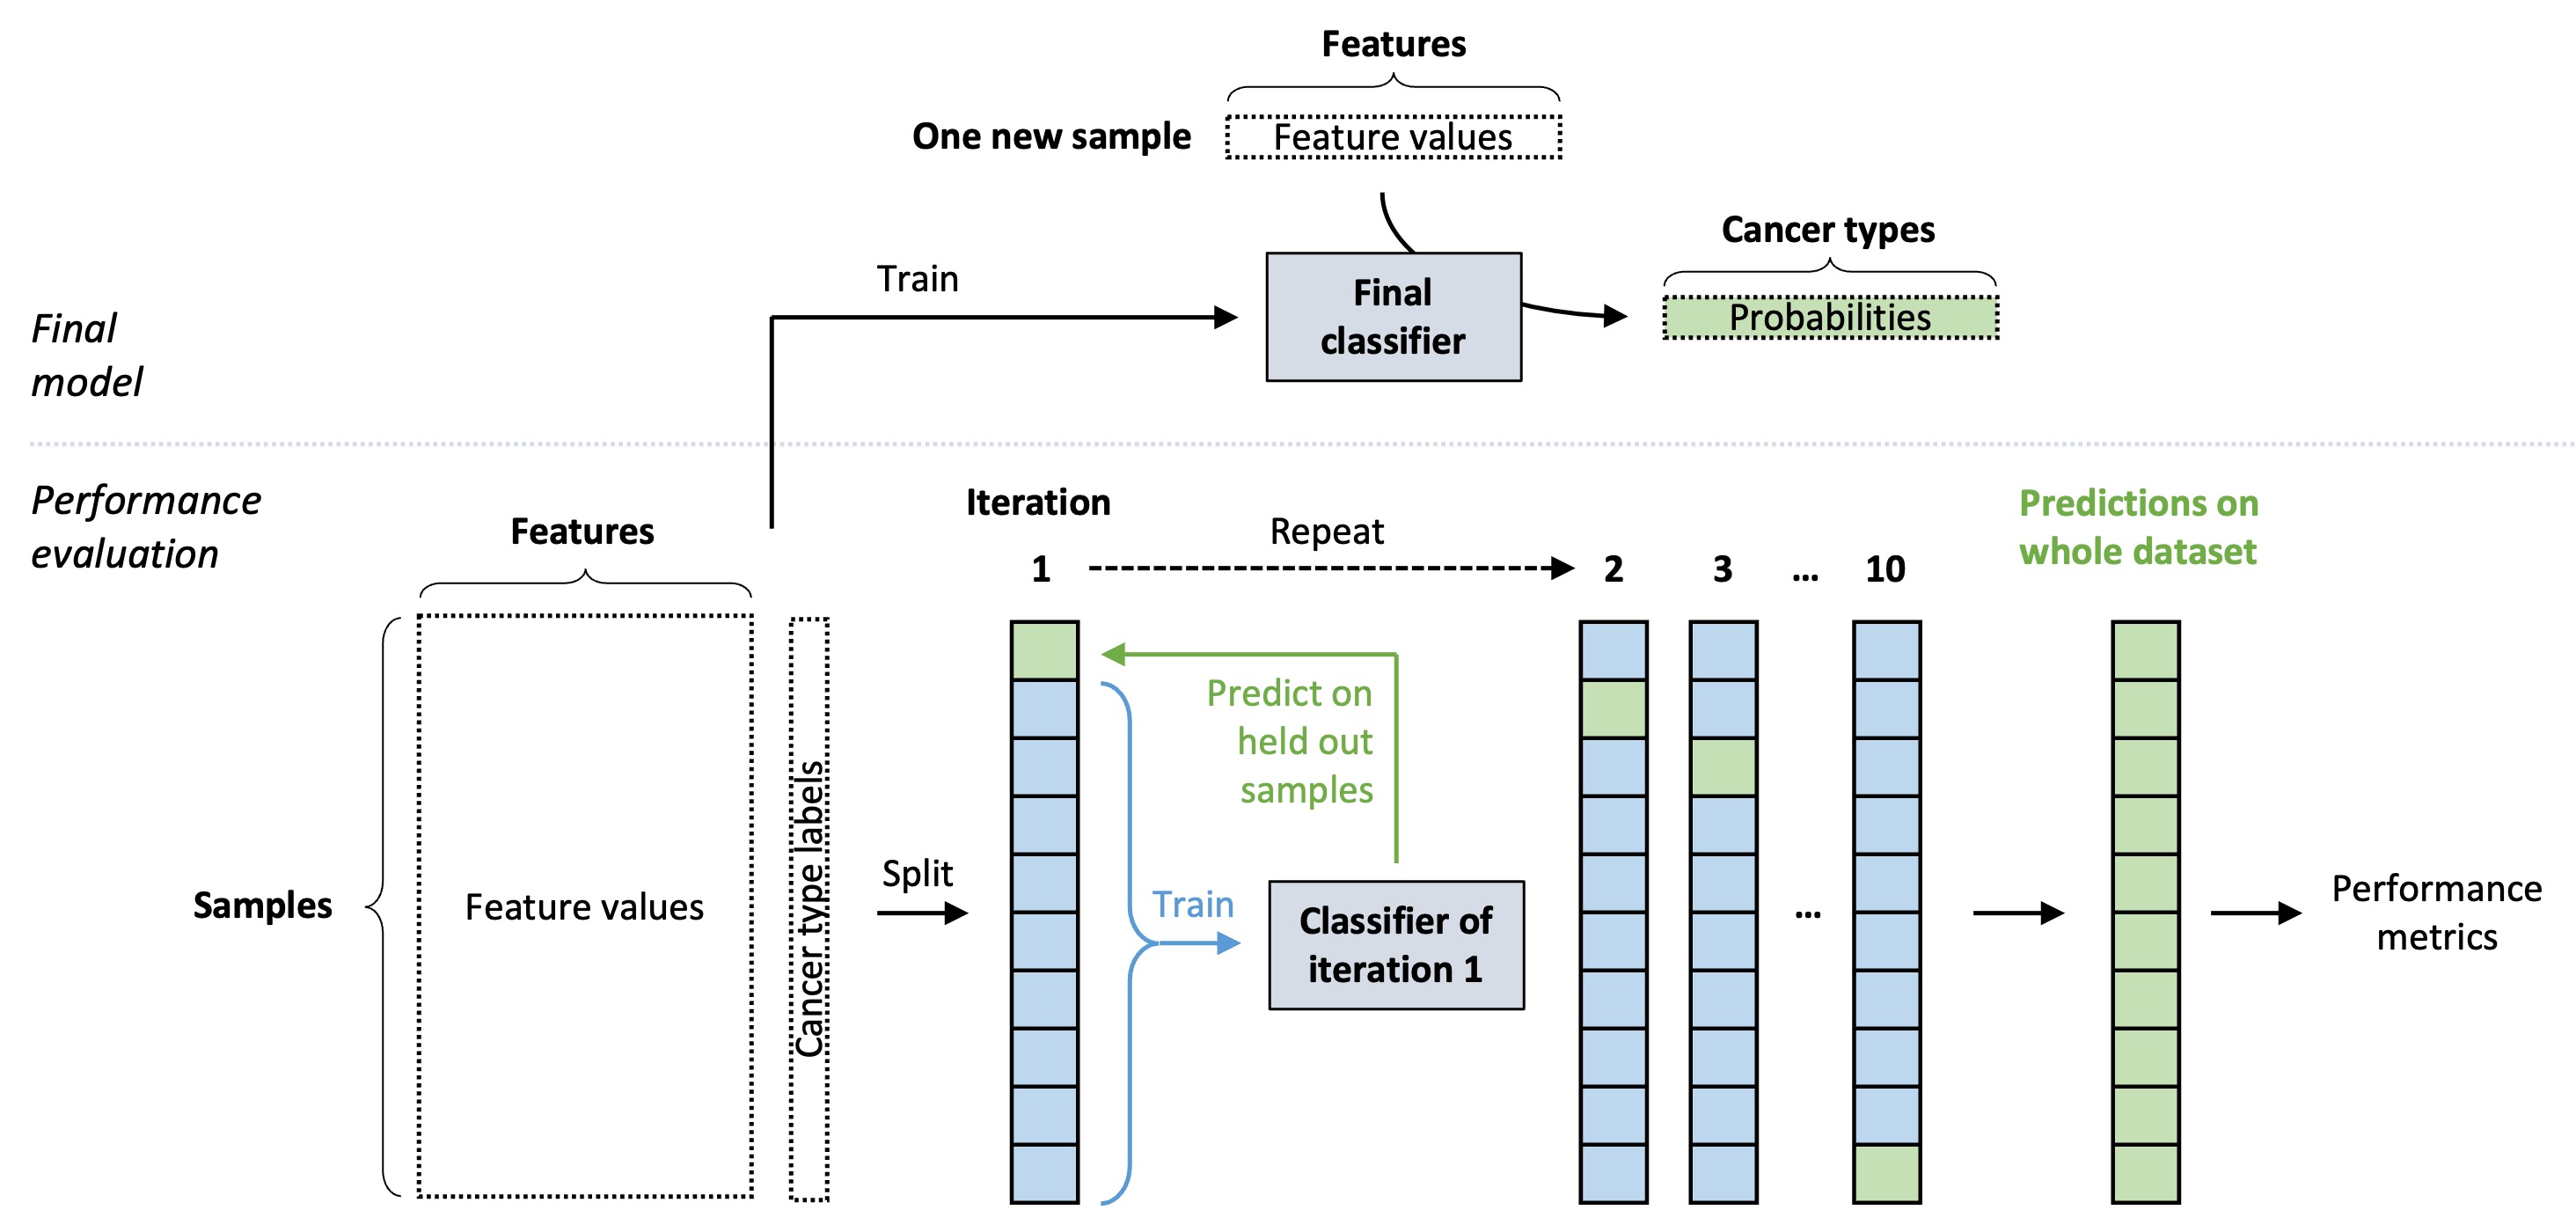 Features
One new sample
Feature values
Cancer types
Train
Final
classifier
Probabilities
Final
model
Performance
evaluation
Features
Iteration
Repeat
1
2
3
...
10
Predictions on
whole dataset
Samples
Feature values
Cancer type labels
Split
Predict on
held out
samples
Train
Classifier of
iteration 1
...
Performance
metrics